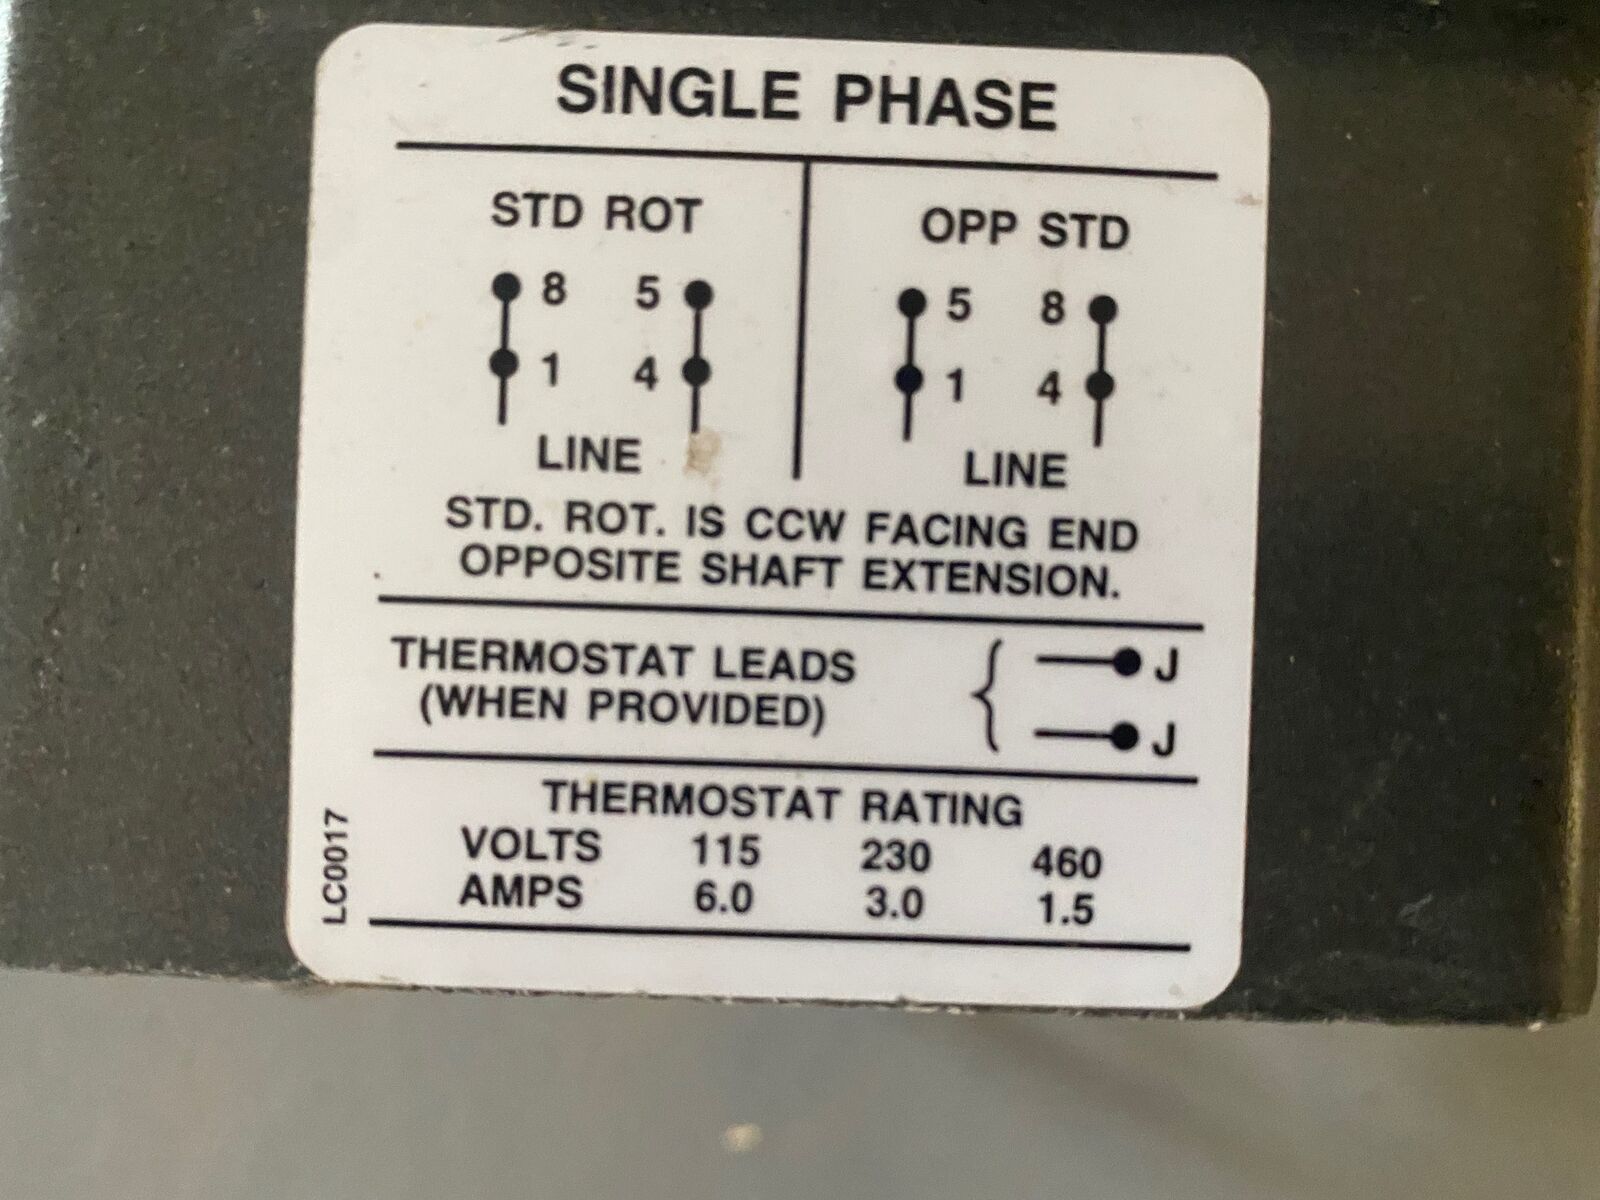 SINGLE PHASE
STD ROT
OPP STD
8 5
1 4
LINE
5 8
1 4
LINE
STD. ROT. IS CCW FACING END
OPPOSITE SHAFT EXTENSION.
THERMOSTAT LEADS
(WHEN PROVIDED)
J
J
THERMOSTAT RATING
VOLTS 115 230 460
AMPS 6.0 3.0 1.5
LC0017